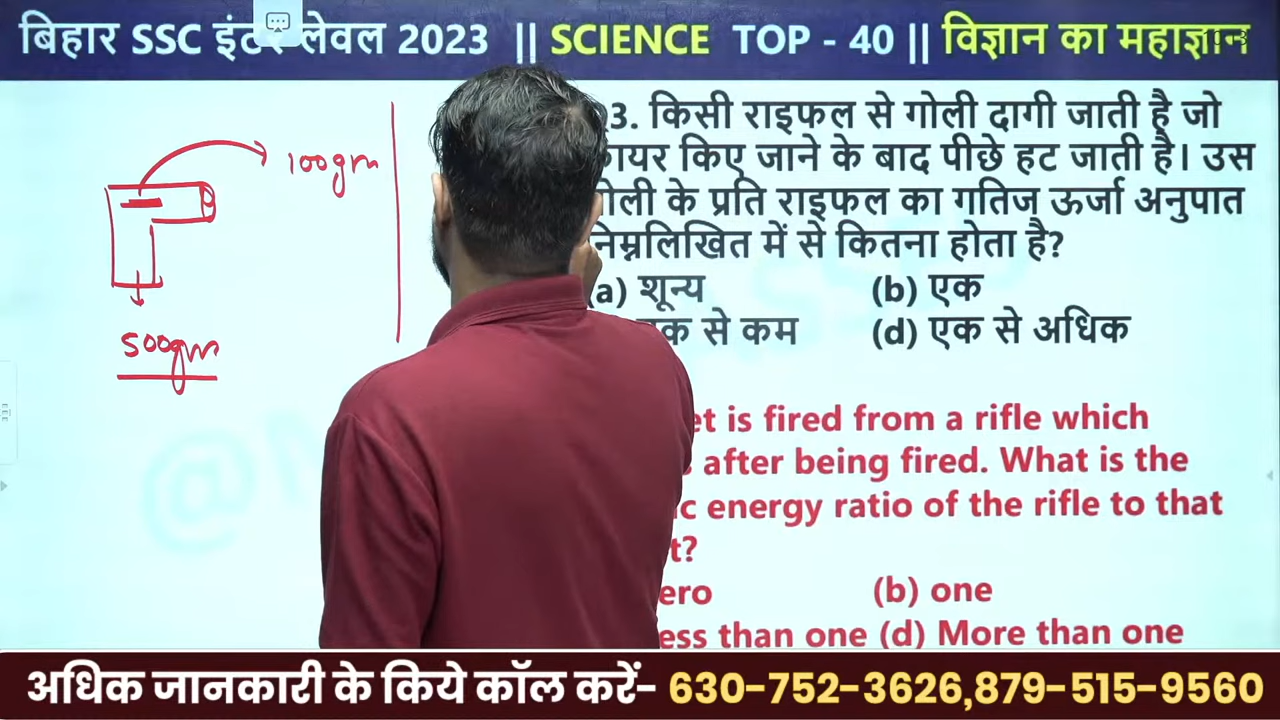 बिहार SSC इंटर लेवल 2023 || SCIENCE TOP - 40 || विज्ञान का महाज्ञान
3. किसी राइफल से गोली दागी जाती है जो
फायर किए जाने के बाद पीछे हट जाती है। उस
गोली के प्रति राइफल का गतिज ऊर्जा अनुपात
निम्नलिखित में से कितना होता है?
(a) शून्य (b) एक
एक से कम (d) एक से अधिक
100gm
500gm
is fired from a rifle which
after being fired. What is the
energy ratio of the rifle to that
(b) one
less than one (d) More than one
अधिक जानकारी के किये कॉल करें- 630-752-3626,879-515-9560